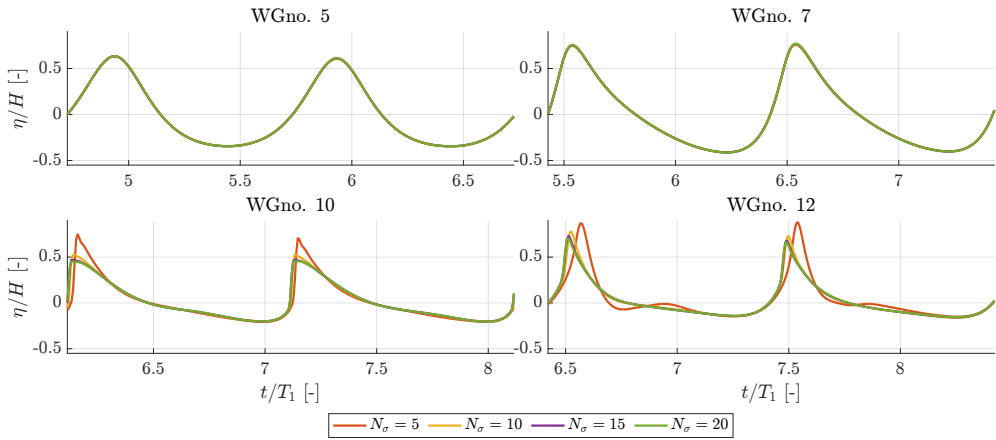 WGno. 5
WGno. 7
η/H [-]
0.5
0
-0.5
5
5.5
6
6.5
0.5
0
-0.5
5.5
6
6.5
7
WGno. 10
WGno. 12
η/H [-]
0.5
0
-0.5
6.5
7
7.5
8
0.5
0
-0.5
6.5
7
7.5
8
t/T₁ [-]
t/T₁ [-]
N_σ = 5
N_σ = 10
N_σ = 15
N_σ = 20